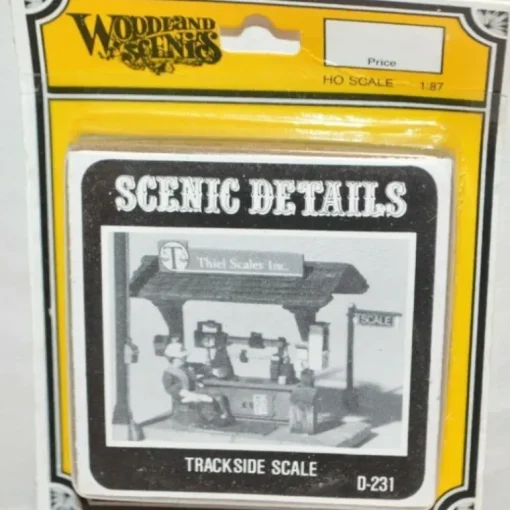 WOODLAND
SCENICS
Price
HO SCALE 1:87
SCENIC DETAILS
T Thiel Scales Inc.
SCALE
TRACKSIDE SCALE
D-231